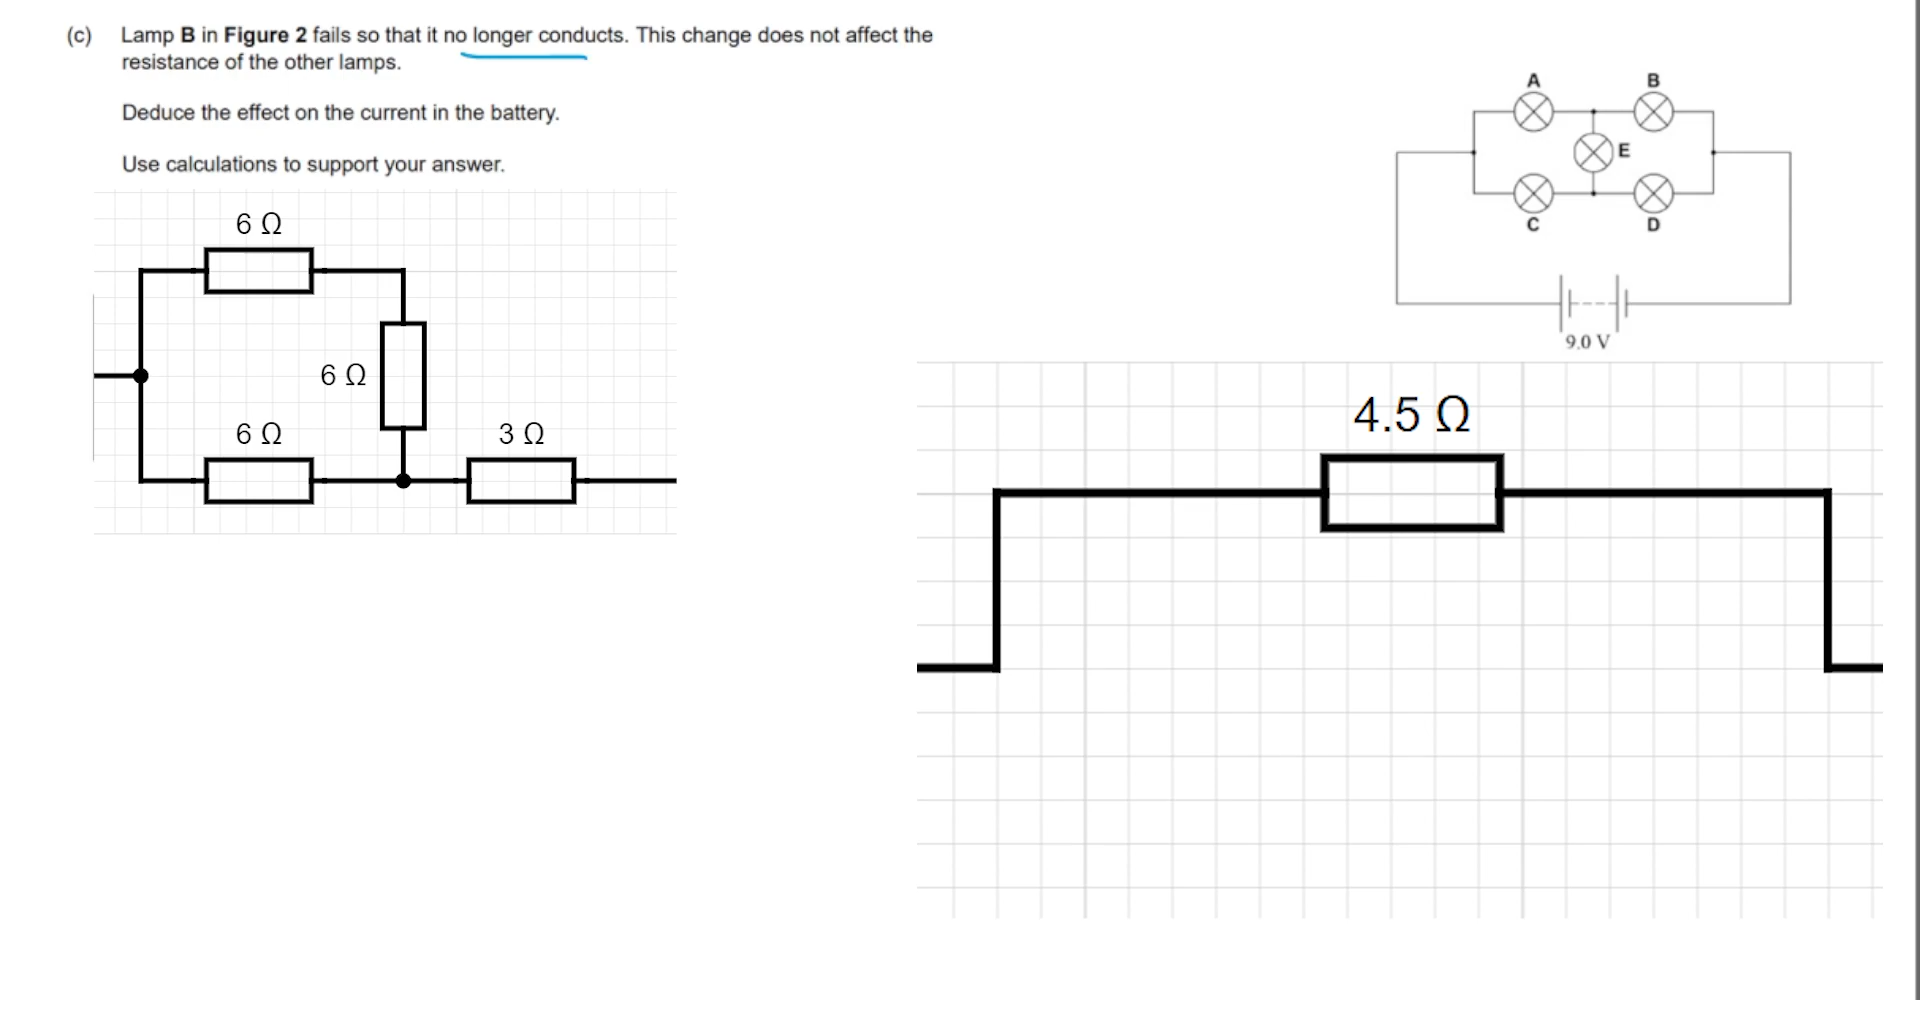 (c) Lamp B in Figure 2 fails so that it no longer conducts. This change does not affect the
resistance of the other lamps.
Deduce the effect on the current in the battery.
Use calculations to support your answer.
A B
E
C D
9.0 V
6 Ω
6 Ω
6 Ω 3 Ω
4.5 Ω